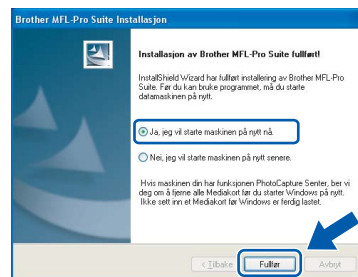 Brother MFL-Pro Suite Installasjon
Installasjon av Brother MFL-Pro Suite fullført!
InstallShield Wizard har fullført installering av Brother MFL-Pro
Suite. Før du kan bruke programmet, må du starte
datamaskinen på nytt.
Ja, jeg vil starte maskinen på nytt nå.
Nei, jeg vil starte maskinen på nytt senere.
Hvis maskinen din har funksjonen PhotoCapture Senter, ber vi
deg om å fjerne alle Mediakort før du starter Windows på nytt.
Ikke sett inn et Mediakort før Windows er ferdig lastet.
< Tilbake Fullfør Avbryt